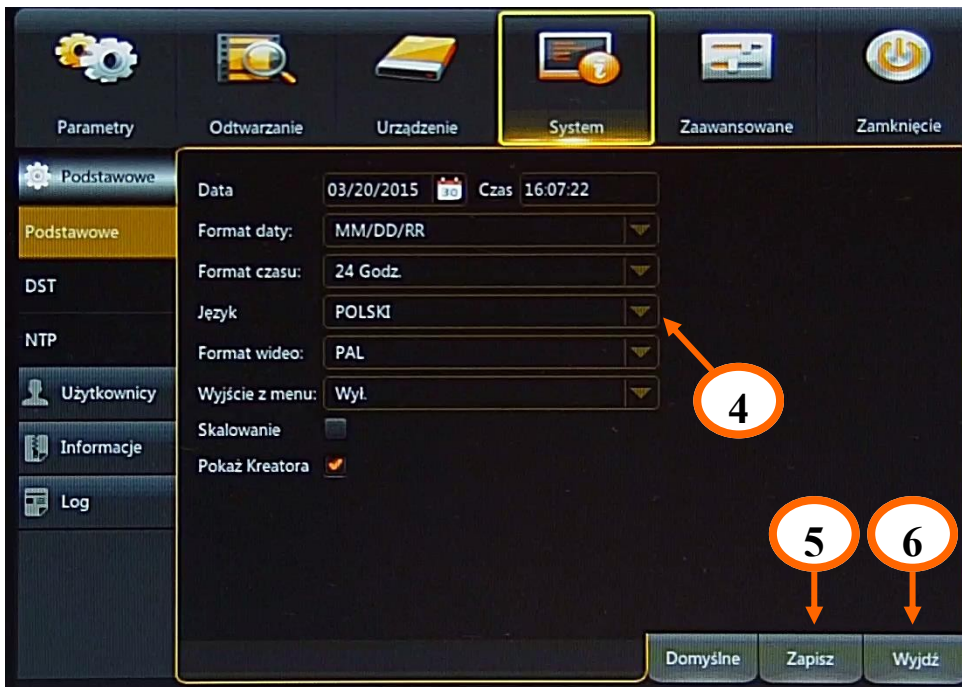 Parametry Odtwarzanie Urządzenie System Zaawansowane Zamknięcie
Podstawowe
Podstawowe
DST
NTP
Użytkownicy
Informacje
Log
Data 03/20/2015 30 Czas 16:07:22
Format daty: MM/DD/RR
Format czasu: 24 Godz.
Język POLSKI
Format wideo: PAL
Wyjście z menu: Wył.
Skalowanie
Pokaż Kreatora
4
5 6
Domyślne Zapisz Wyjdź